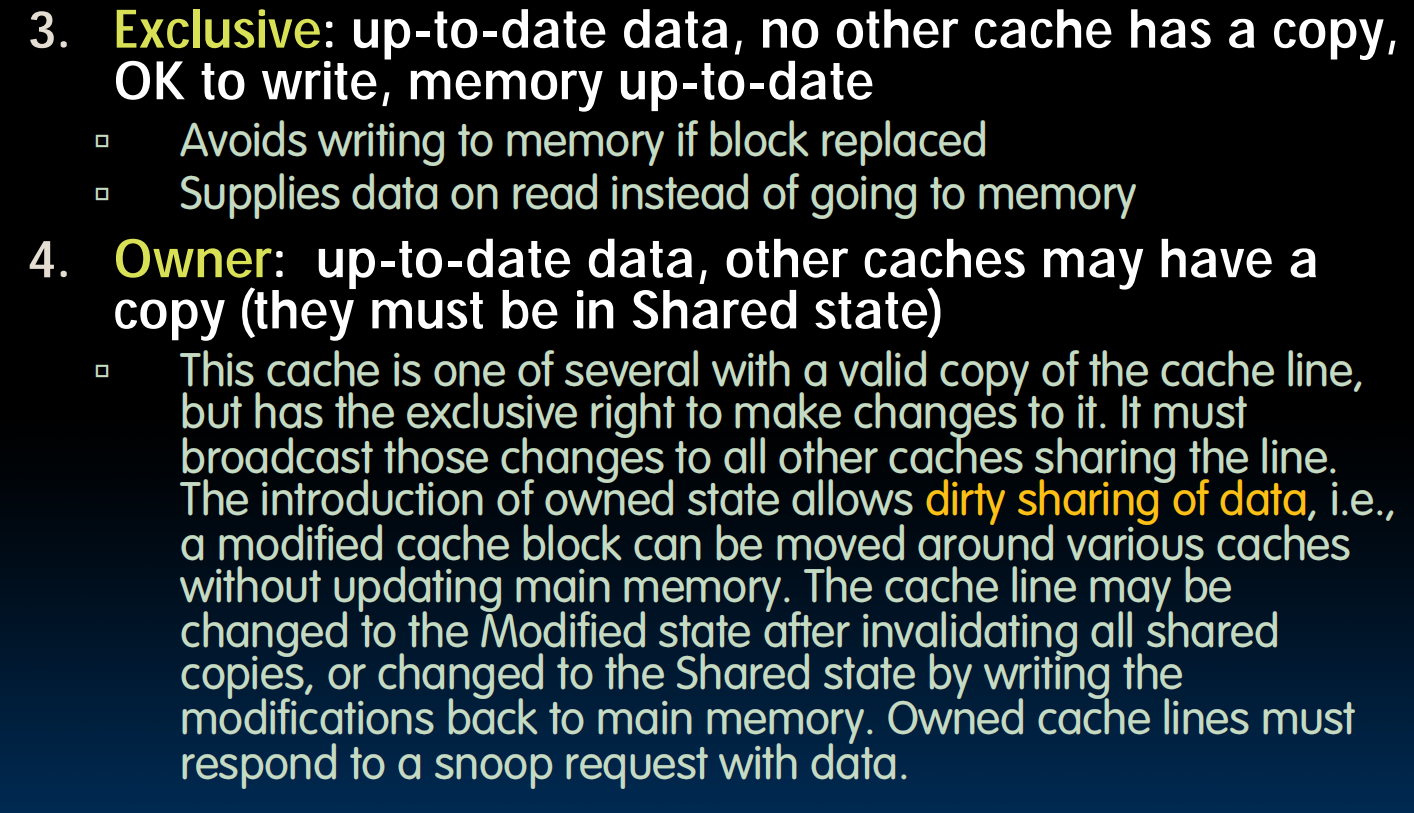 3. Exclusive: up-to-date data, no other cache has a copy,
OK to write, memory up-to-date
▫ Avoids writing to memory if block replaced
▫ Supplies data on read instead of going to memory
4. Owner: up-to-date data, other caches may have a
copy (they must be in Shared state)
▫ This cache is one of several with a valid copy of the cache line,
but has the exclusive right to make changes to it. It must
broadcast those changes to all other caches sharing the line.
The introduction of owned state allows dirty sharing of data, i.e.,
a modified cache block can be moved around various caches
without updating main memory. The cache line may be
changed to the Modified state after invalidating all shared
copies, or changed to the Shared state by writing the
modifications back to main memory. Owned cache lines must
respond to a snoop request with data.